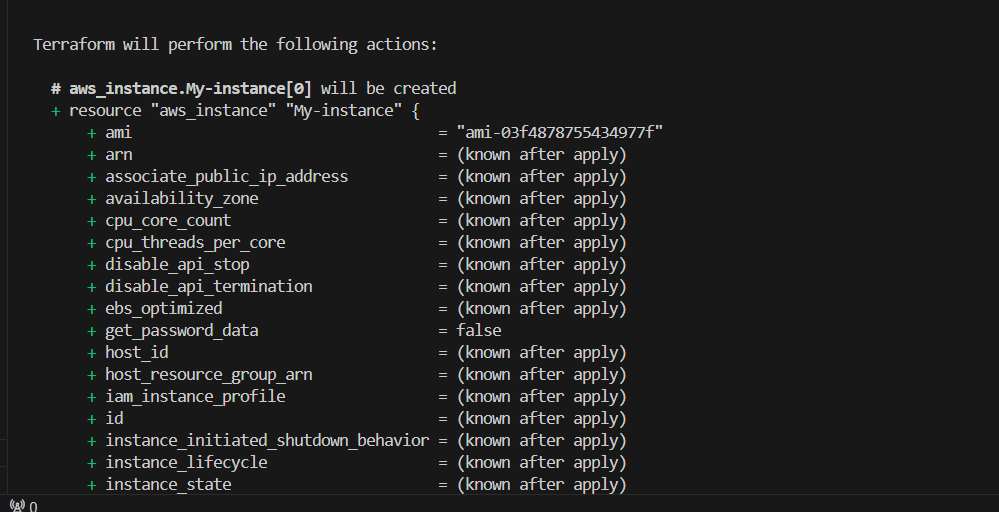 Terraform will perform the following actions:
# aws_instance.My-instance[0] will be created
+ resource "aws_instance" "My-instance" {
+ ami = "ami-03f4878755434977f"
+ arn = (known after apply)
+ associate_public_ip_address = (known after apply)
+ availability_zone = (known after apply)
+ cpu_core_count = (known after apply)
+ cpu_threads_per_core = (known after apply)
+ disable_api_stop = (known after apply)
+ disable_api_termination = (known after apply)
+ ebs_optimized = (known after apply)
+ get_password_data = false
+ host_id = (known after apply)
+ host_resource_group_arn = (known after apply)
+ iam_instance_profile = (known after apply)
+ id = (known after apply)
+ instance_initiated_shutdown_behavior = (known after apply)
+ instance_lifecycle = (known after apply)
+ instance_state = (known after apply)
0